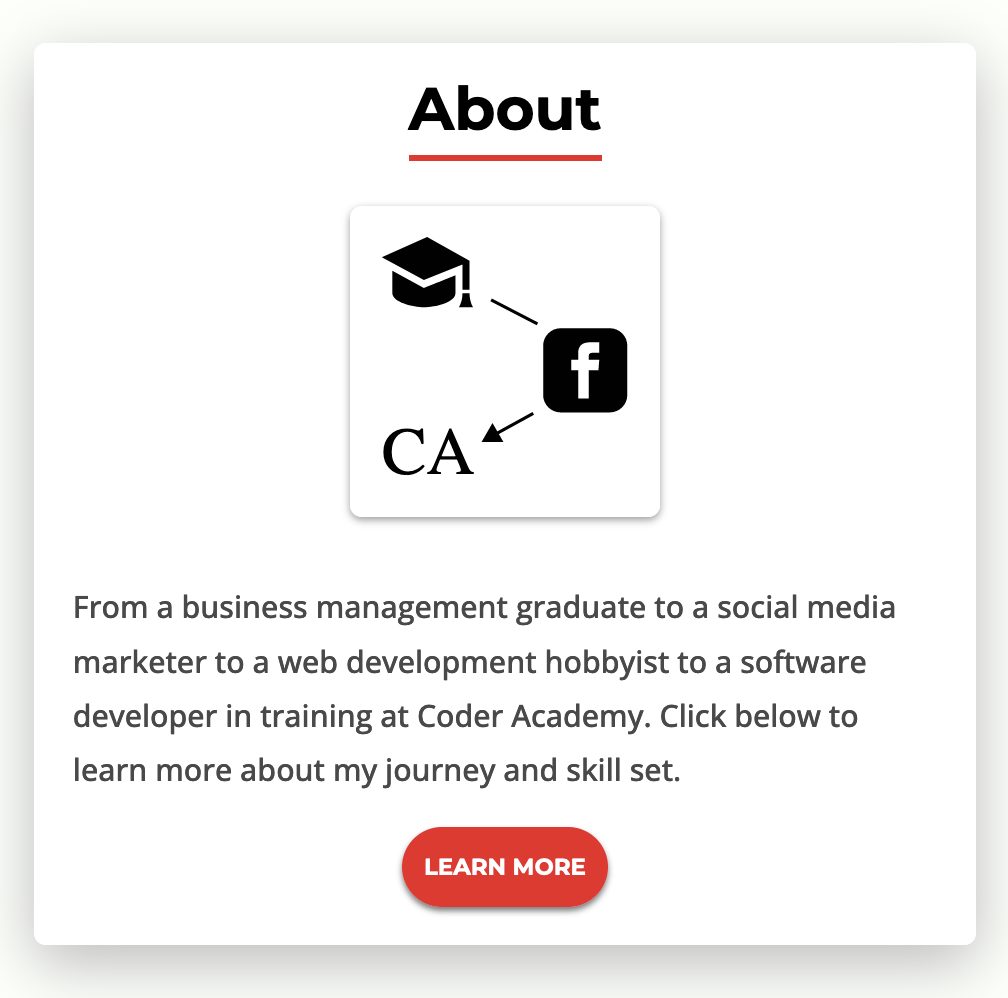 About
f
CA
From a business management graduate to a social media
marketer to a web development hobbyist to a software
developer in training at Coder Academy. Click below to
learn more about my journey and skill set.
LEARN MORE